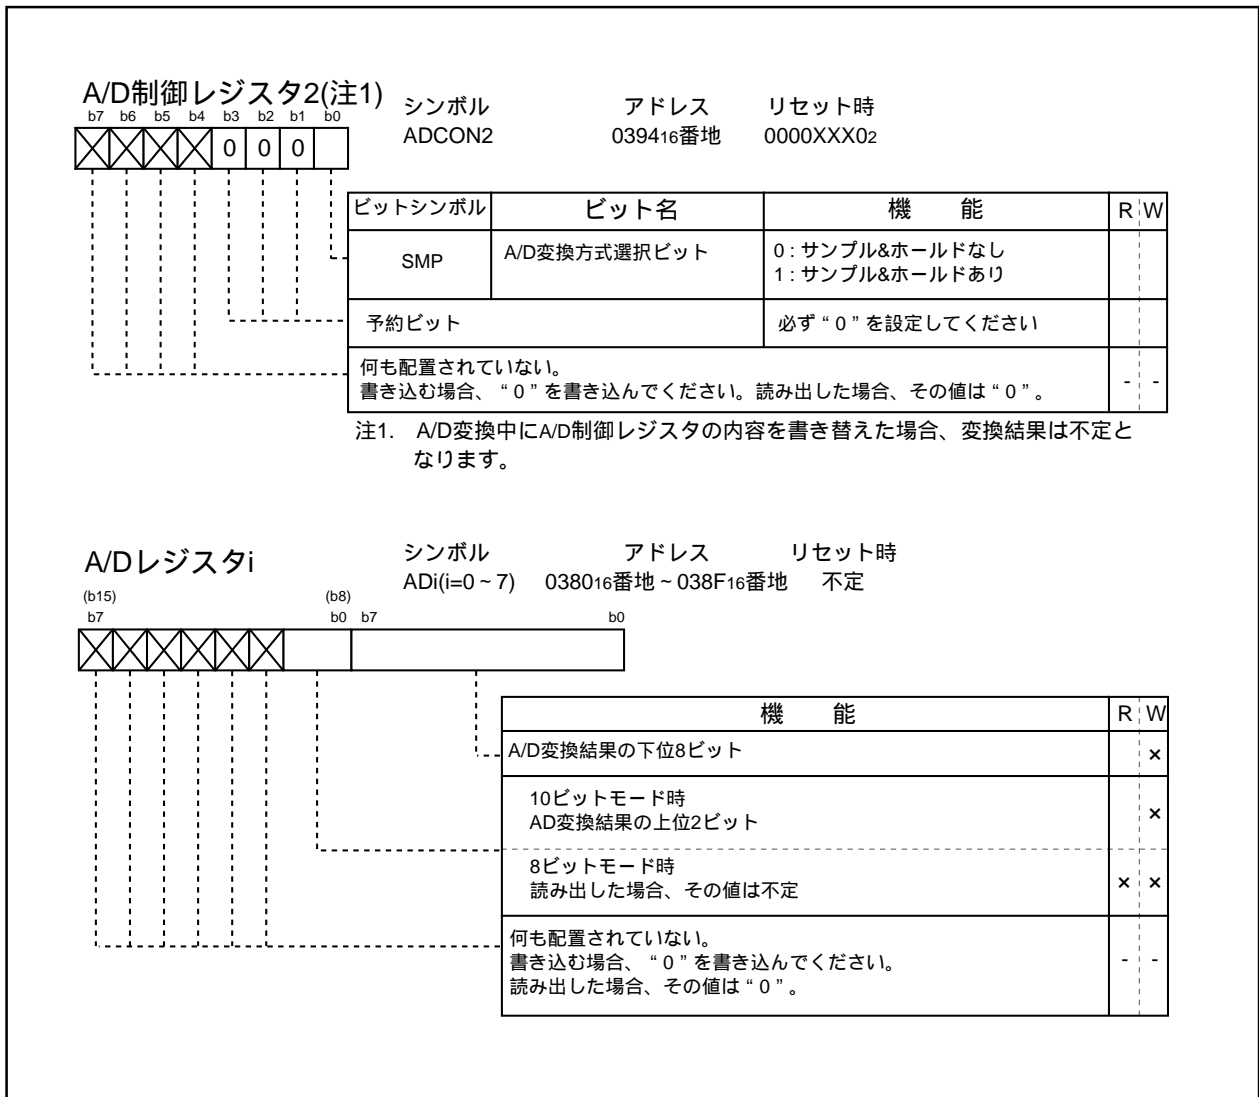 A/D制御レジスタ2(注1)
シンボル アドレス リセット時
ADCON2 039416番地 0000XXX02
b7 b6 b5 b4 b3 b2 b1 b0
0 0 0
ビットシンボル ビット名 機 能 R W
SMP A/D変換方式選択ビット 0 : サンプル&ホールドなし
1 : サンプル&ホールドあり
予約ビット 必ず“0”を設定してください
何も配置されていない。
書き込む場合、“0”を書き込んでください。読み出した場合、その値は“0”。 - -
注1. A/D変換中にA/D制御レジスタの内容を書き替えた場合、変換結果は不定と
なります。
A/Dレジスタi
シンボル アドレス リセット時
ADi(i=0~7) 038016番地~038F16番地 不定
(b15) (b8)
b7 b0 b7 b0
機 能 R W
A/D変換結果の下位8ビット ×
10ビットモード時
AD変換結果の上位2ビット ×
8ビットモード時
読み出した場合、その値は不定 × ×
何も配置されていない。
書き込む場合、“0”を書き込んでください。 - -
読み出した場合、その値は“0”。